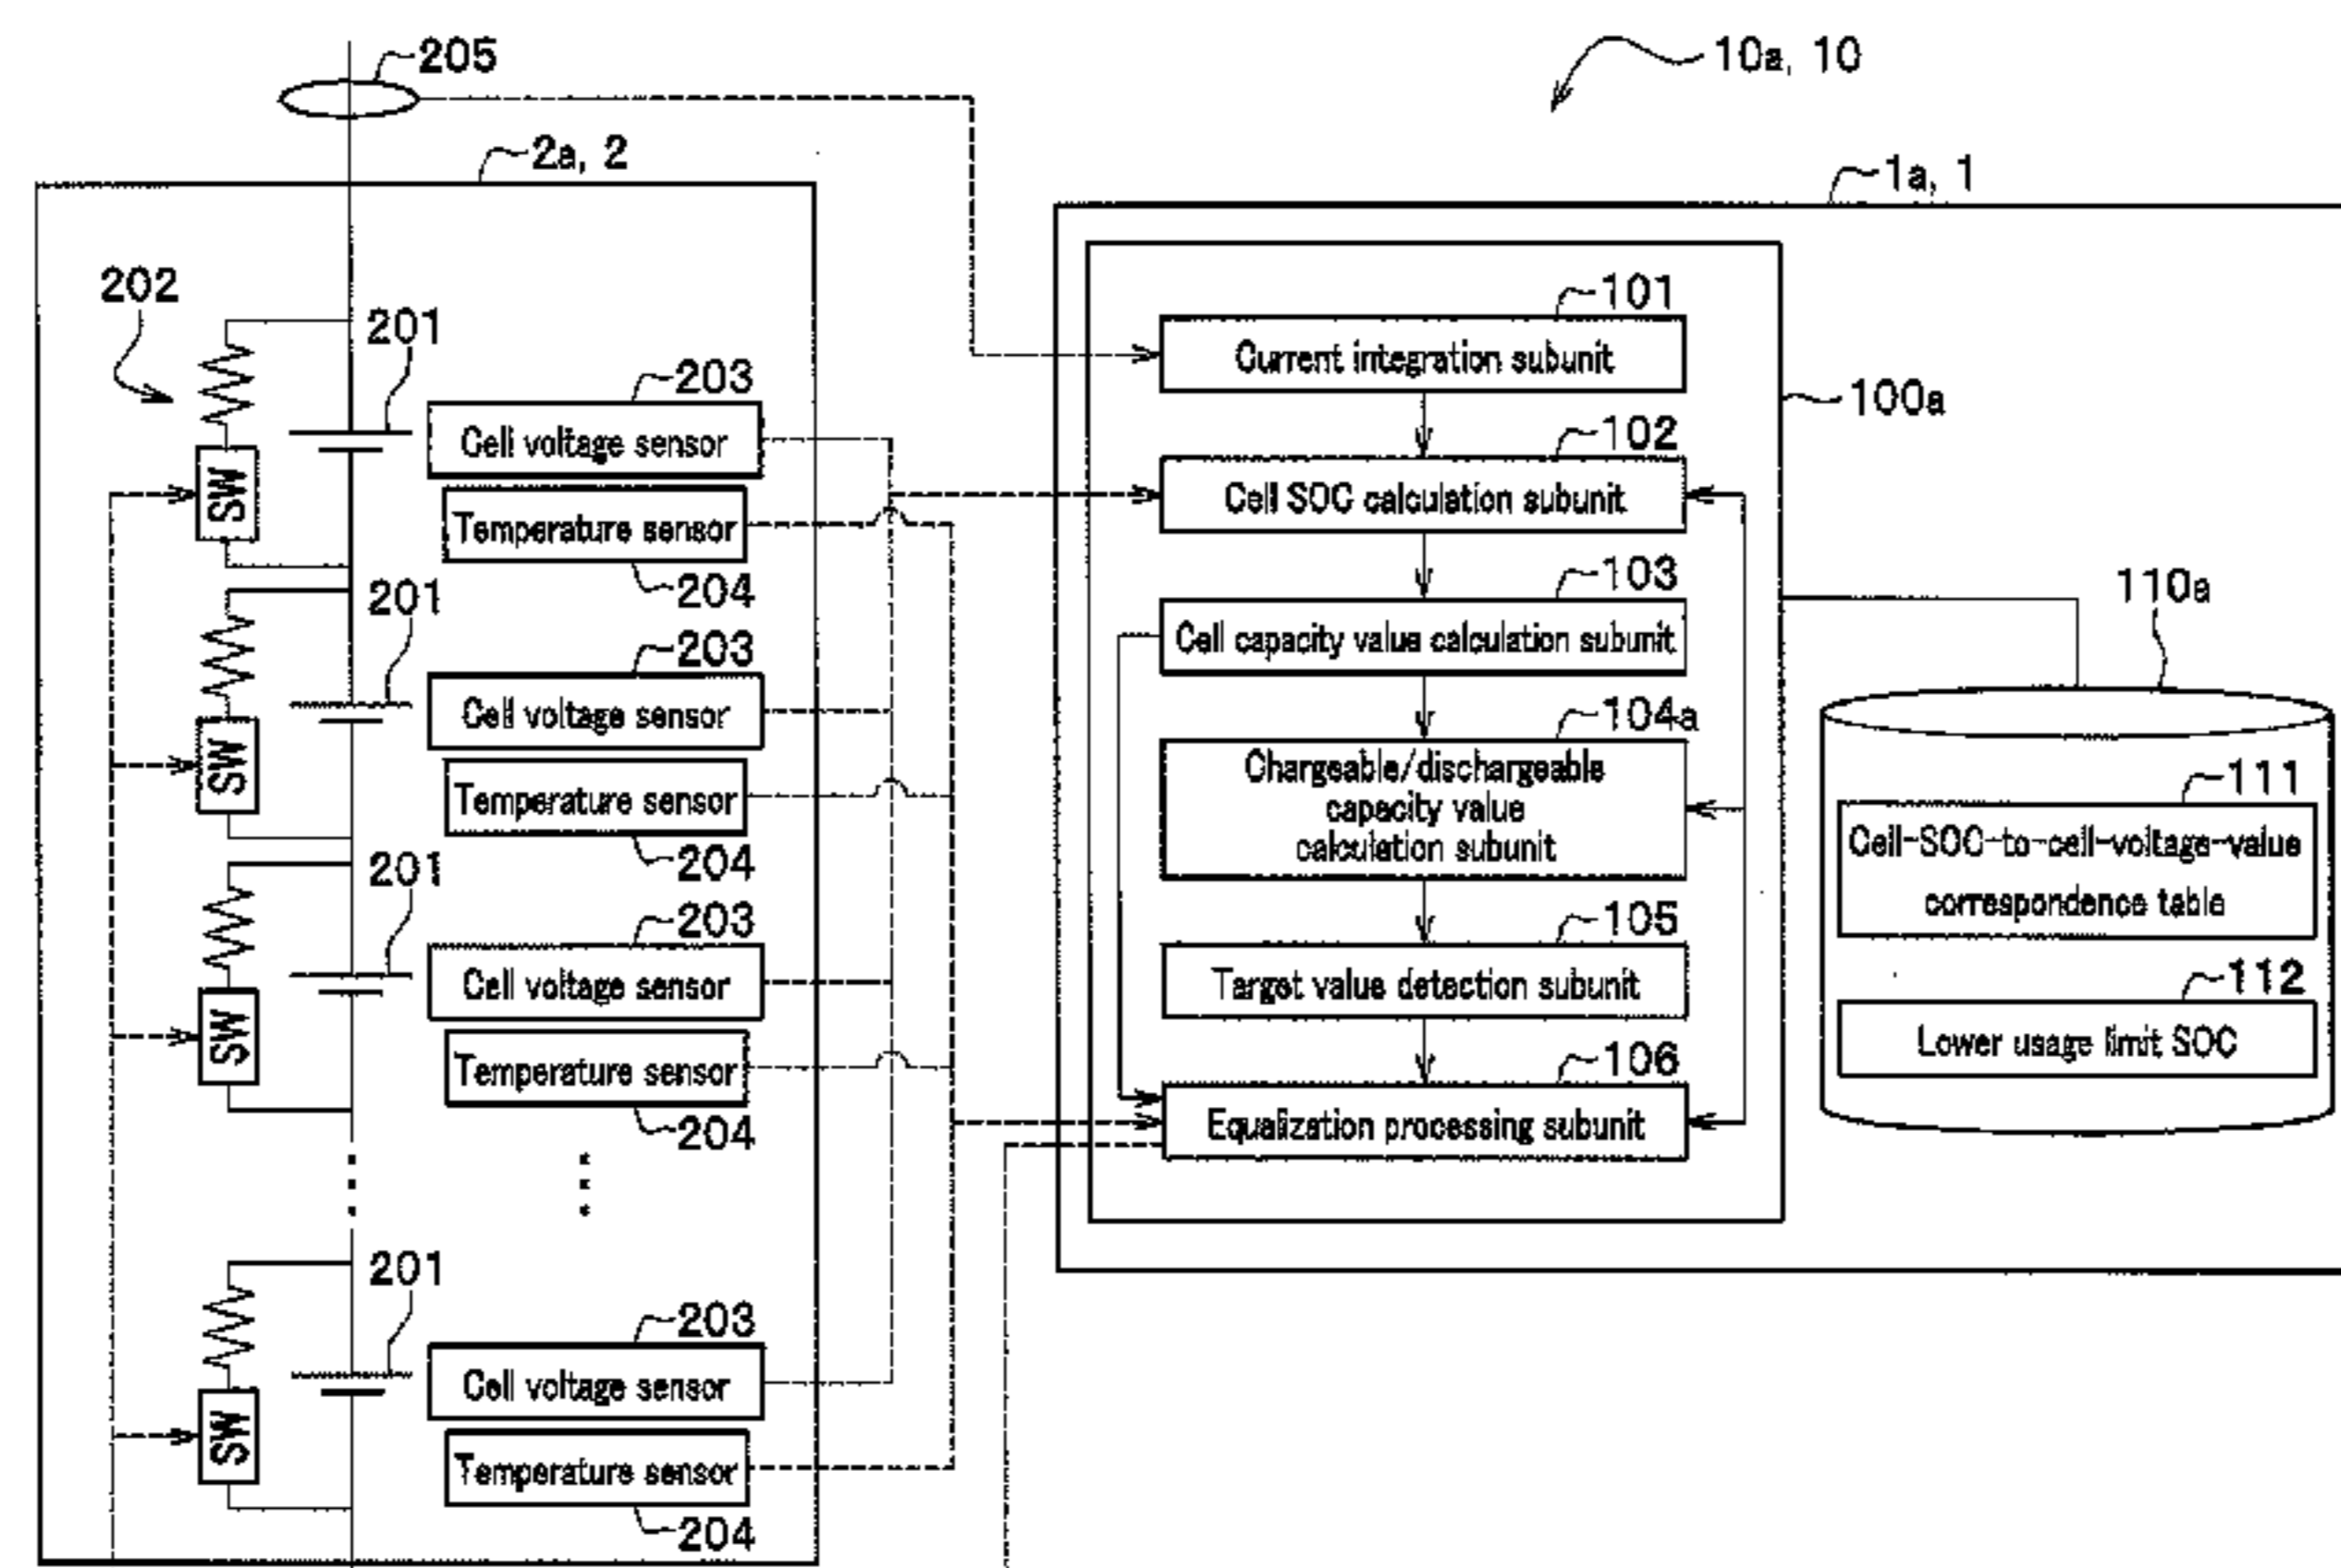 205
10a, 10
2a, 2
1a, 1
202
201
203
Cell voltage sensor
SW
Temperature sensor
204
201
203
Cell voltage sensor
SW
Temperature sensor
204
201
203
Cell voltage sensor
SW
Temperature sensor
204
201
203
Cell voltage sensor
SW
Temperature sensor
204
101
Current integration subunit
100a
102
Cell SOC calculation subunit
103
Cell capacity value calculation subunit
104a
Chargeable/dischargeable
capacity value
calculation subunit
105
Target value detection subunit
106
Equalization processing subunit
110a
111
Cell-SOC-to-cell-voltage-value
correspondence table
112
Lower usage limit SOC